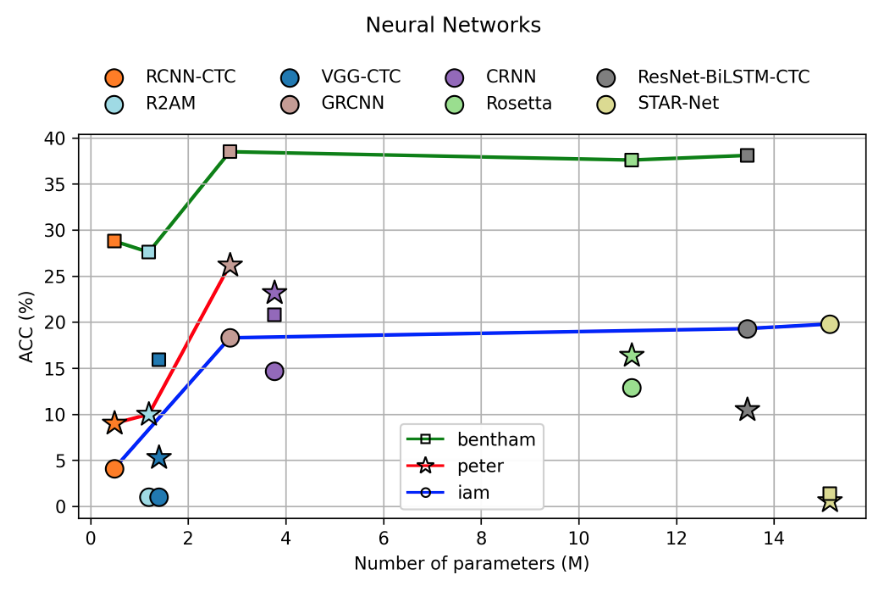 Neural Networks
RCNN-CTC VGG-CTC CRNN ResNet-BiLSTM-CTC
R2AM GRCNN Rosetta STAR-Net
40
35
30
25
20
15
10
5
0
ACC (%)
bentham
peter
iam
0 2 4 6 8 10 12 14
Number of parameters (M)